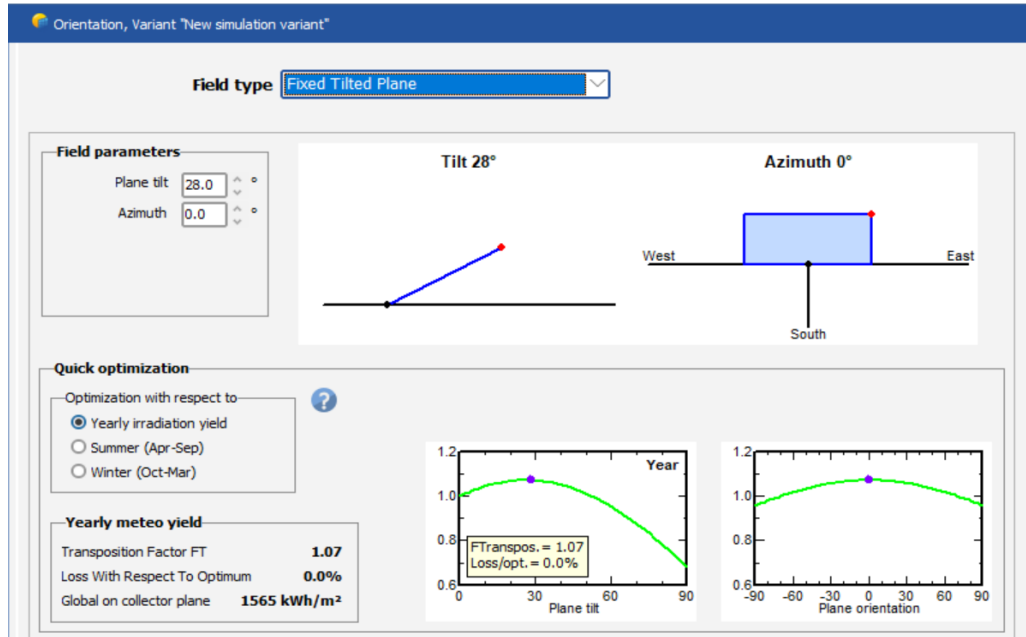 Orientation, Variant "New simulation variant"
Field type Fixed Tilted Plane
Field parameters
Plane tilt 28.0 °
Azimuth 0.0 °
Tilt 28°
Azimuth 0°
West
East
South
Quick optimization
Optimization with respect to
Yearly irradiation yield
Summer (Apr-Sep)
Winter (Oct-Mar)
?
Yearly meteo yield
Transposition Factor FT 1.07
Loss With Respect To Optimum 0.0%
Global on collector plane 1565 kWh/m²
1.2
Year
1.0
0.8
FTranspos.= 1.07
Loss/opt.= 0.0%
0.6
0 30 60 90
Plane tilt
1.2
1.0
0.8
0.6
-90 -60 -30 0 30 60 90
Plane orientation